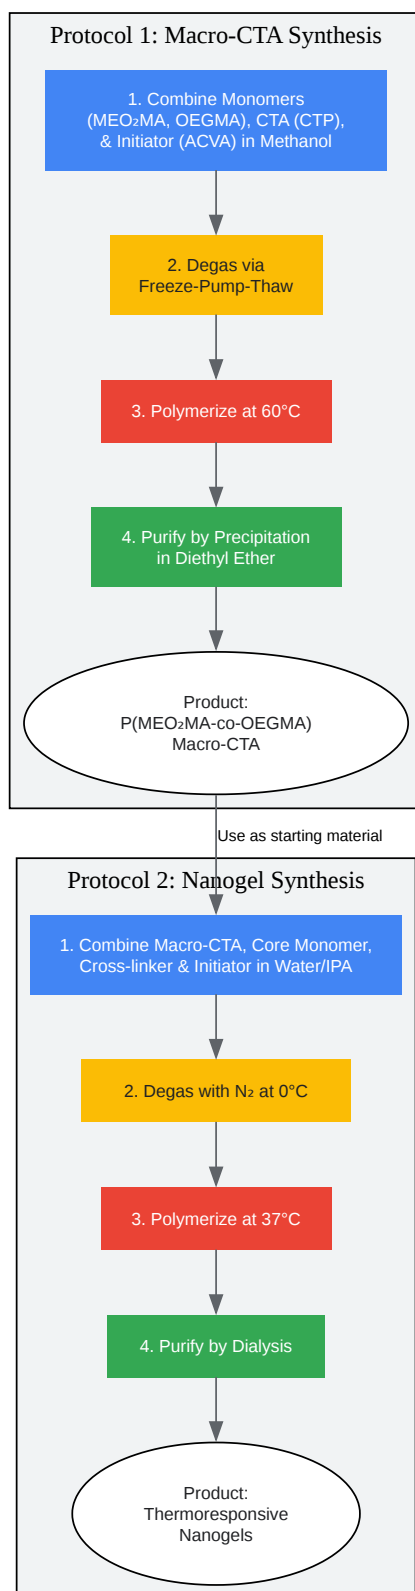 Protocol 1: Macro-CTA Synthesis
1. Combine Monomers
(MEO₂MA, OEGMA), CTA (CTP),
& Initiator (ACVA) in Methanol
2. Degas via
Freeze-Pump-Thaw
3. Polymerize at 60°C
4. Purify by Precipitation
in Diethyl Ether
Product:
P(MEO₂MA-co-OEGMA)
Macro-CTA
Use as starting material
Protocol 2: Nanogel Synthesis
1. Combine Macro-CTA, Core Monomer,
Cross-linker & Initiator in Water/IPA
2. Degas with N₂ at 0°C
3. Polymerize at 37°C
4. Purify by Dialysis
Product:
Thermoresponsive
Nanogels